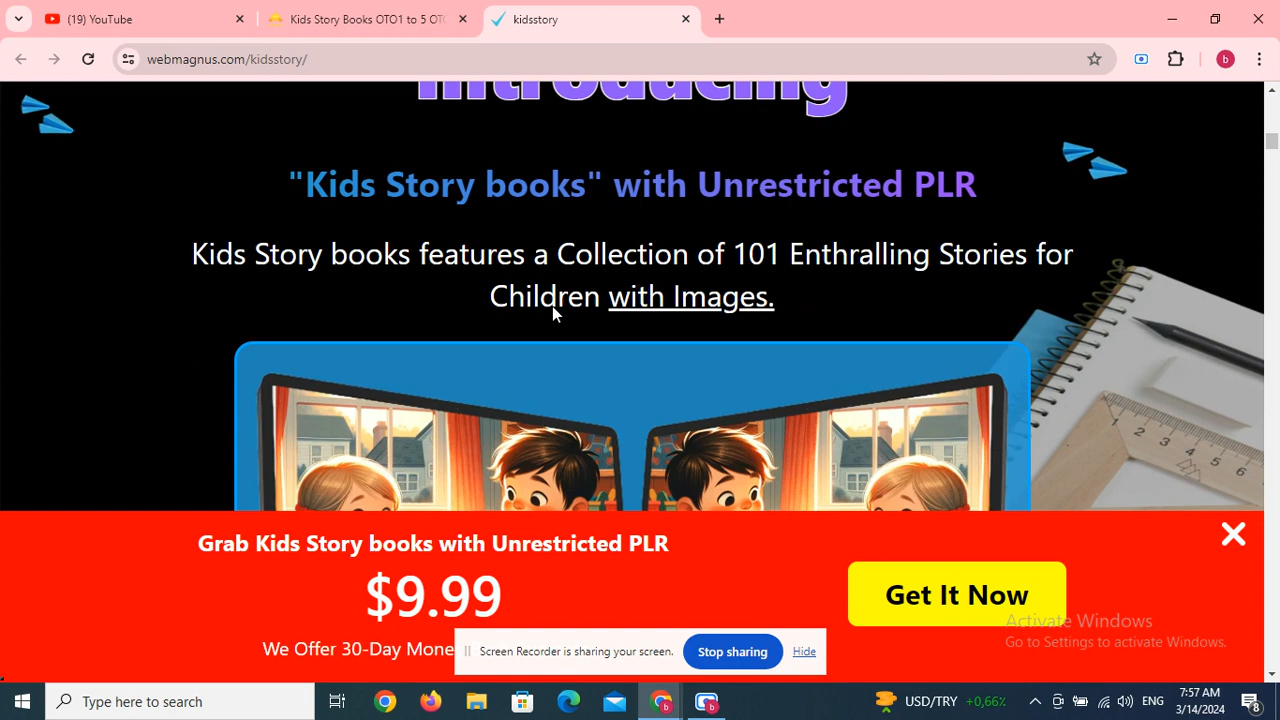 (19) YouTube
Kids Story Books OTO1 to 5 OTO
kidsstory
webmagnus.com/kidsstory/
Introducing
"Kids Story books" with Unrestricted PLR
Kids Story books features a Collection of 101 Enthralling Stories for
Children with Images.
Grab Kids Story books with Unrestricted PLR
$9.99
Get It Now
We Offer 30-Day Mone
Activate Windows
Go to Settings to activate Windows.
Screen Recorder is sharing your screen.
Stop sharing
Hide
Type here to search
USD/TRY +0,66%
ENG
7:57 AM
3/14/2024
8